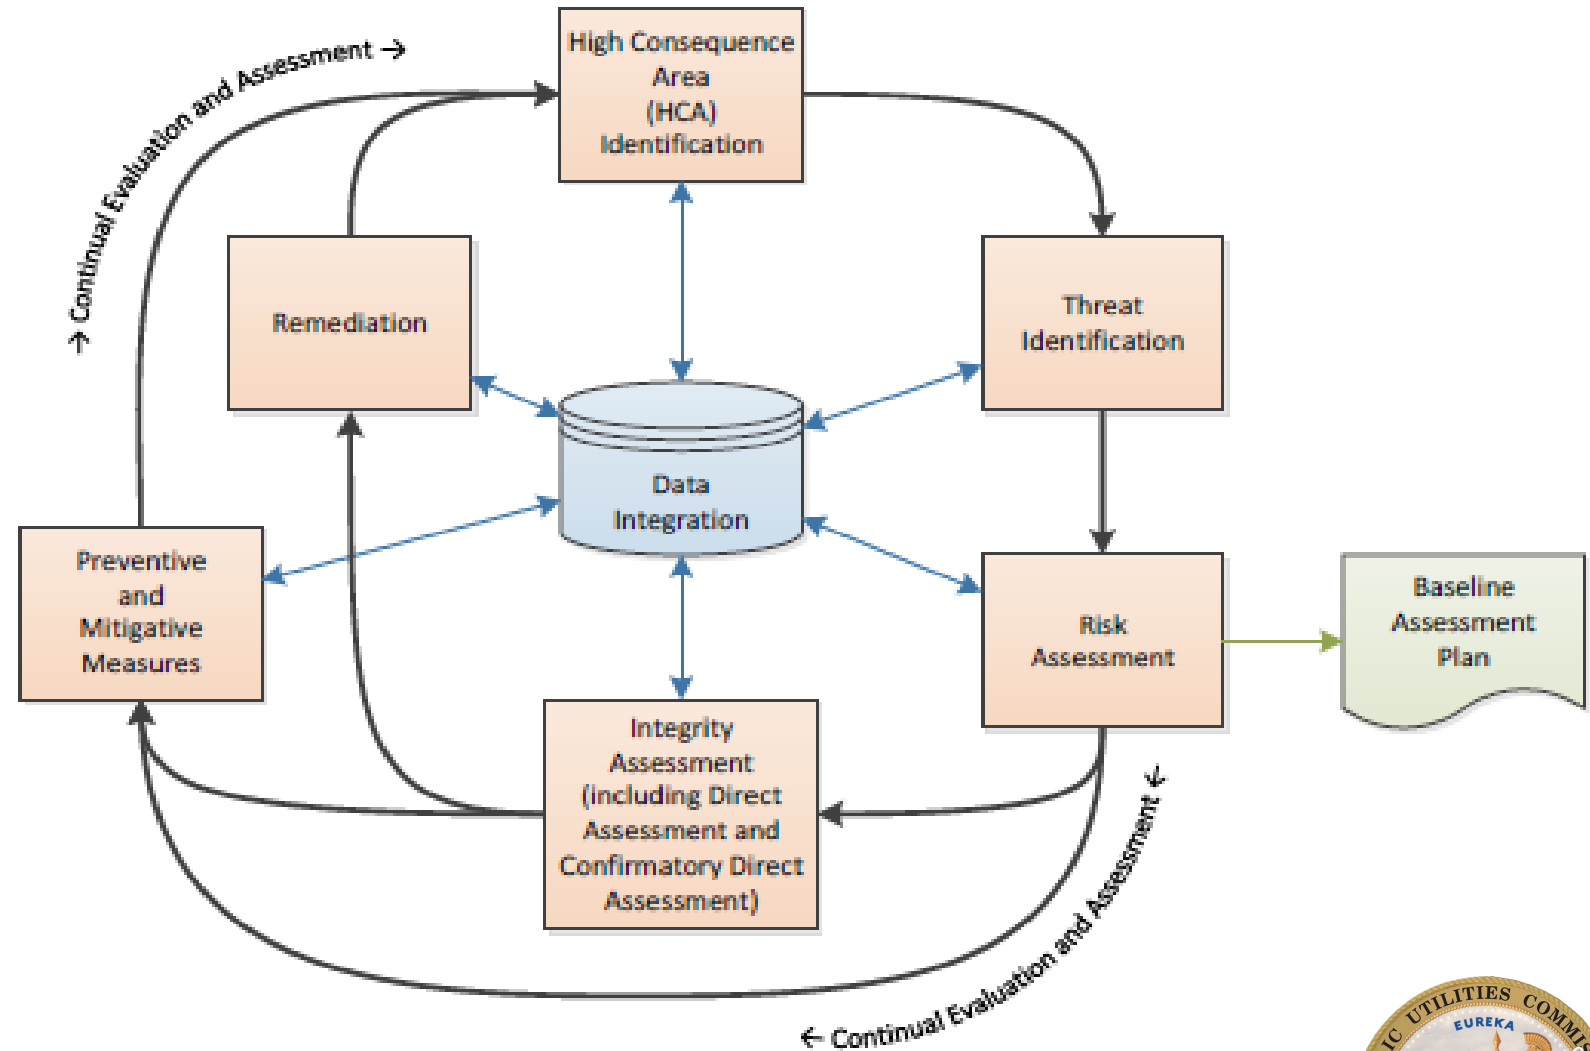 → Continual Evaluation and Assessment →
High Consequence
Area
(HCA)
Identification
Remediation
Threat
Identification
Data
Integration
Preventive
and
Mitigative
Measures
Risk
Assessment
Baseline
Assessment
Plan
Integrity
Assessment
(including Direct
Assessment and
Confirmatory Direct
Assessment)
← Continual Evaluation and Assessment ←
UTILITIES
EUREKA